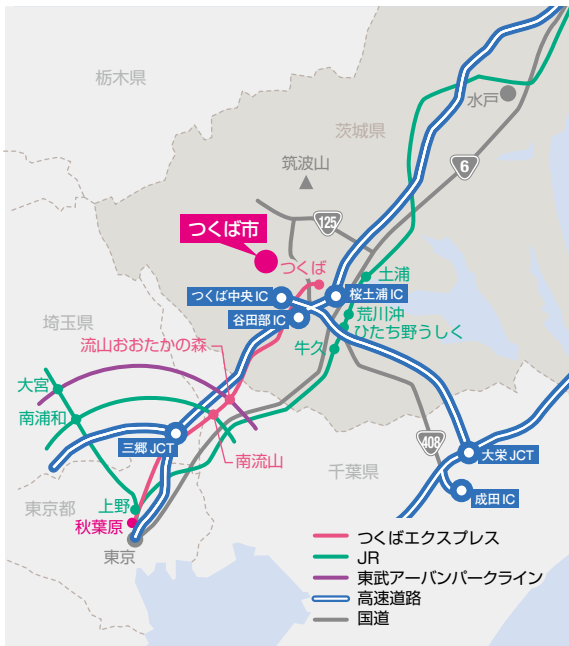 栃木県
水戸
茨城県
筑波山
6
125
つくば市
つくば
土浦
つくば中央IC
桜土浦IC
荒川沖
谷田部IC
ひたち野うしく
埼玉県
流山おおたかの森
牛久
大宮
南浦和
三郷JCT
南流山
408
大栄JCT
千葉県
成田IC
東京都
上野
秋葉原
東京
つくばエクスプレス
JR
東武アーバンパークライン
高速道路
国道